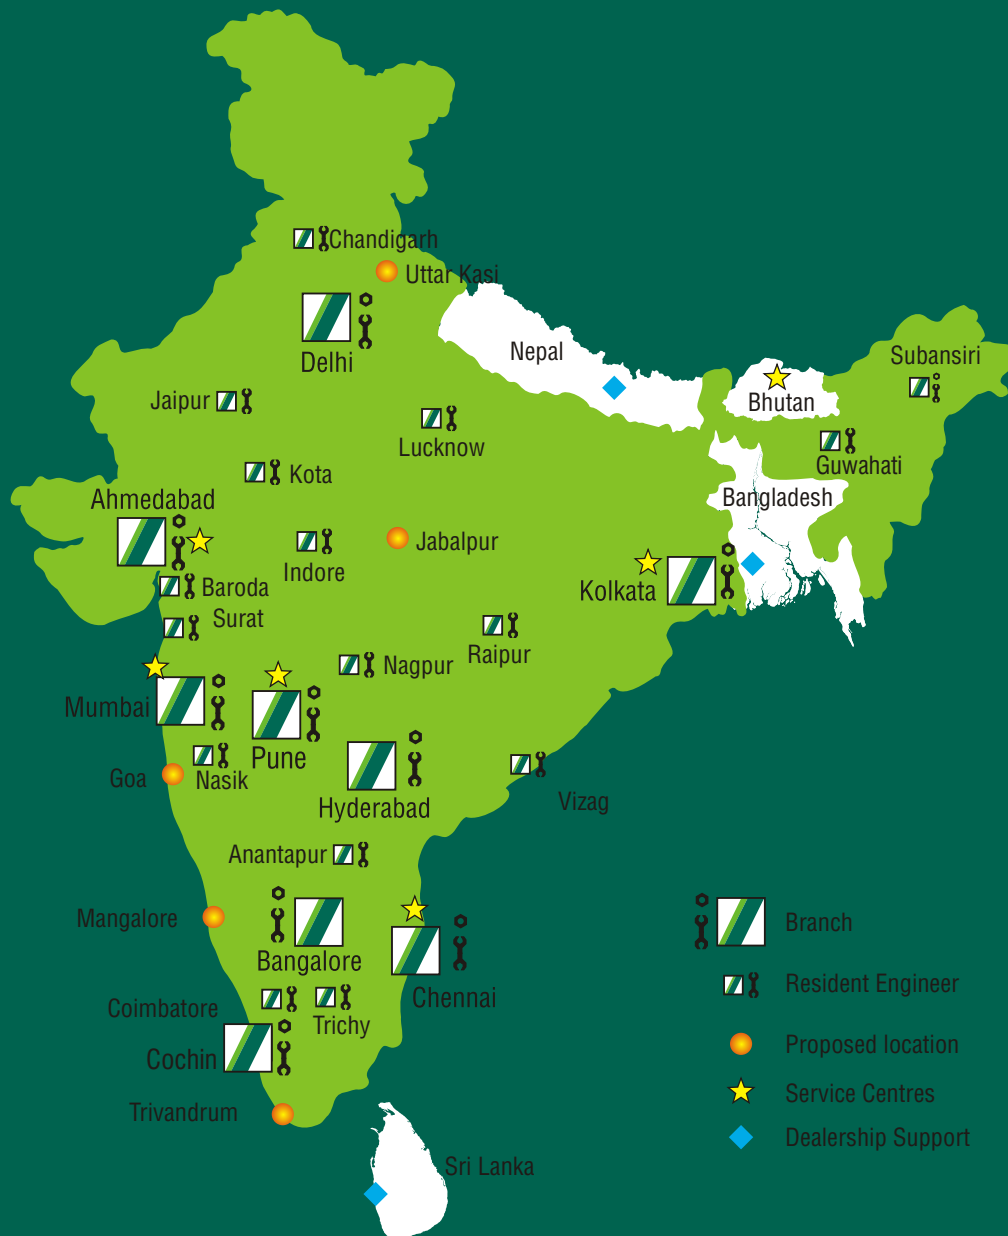 Chandigarh
Uttar Kasi
Delhi
Nepal
Subansiri
Jaipur
Bhutan
Lucknow
Guwahati
Kota
Ahmedabad
Bangladesh
Jabalpur
Indore
Baroda
Kolkata
Surat
Raipur
Nagpur
Mumbai
Pune
Goa
Nasik
Hyderabad
Vizag
Anantapur
Mangalore
Branch
Bangalore
Chennai
Resident Engineer
Coimbatore
Trichy
Proposed location
Cochin
Service Centres
Trivandrum
Dealership Support
Sri Lanka